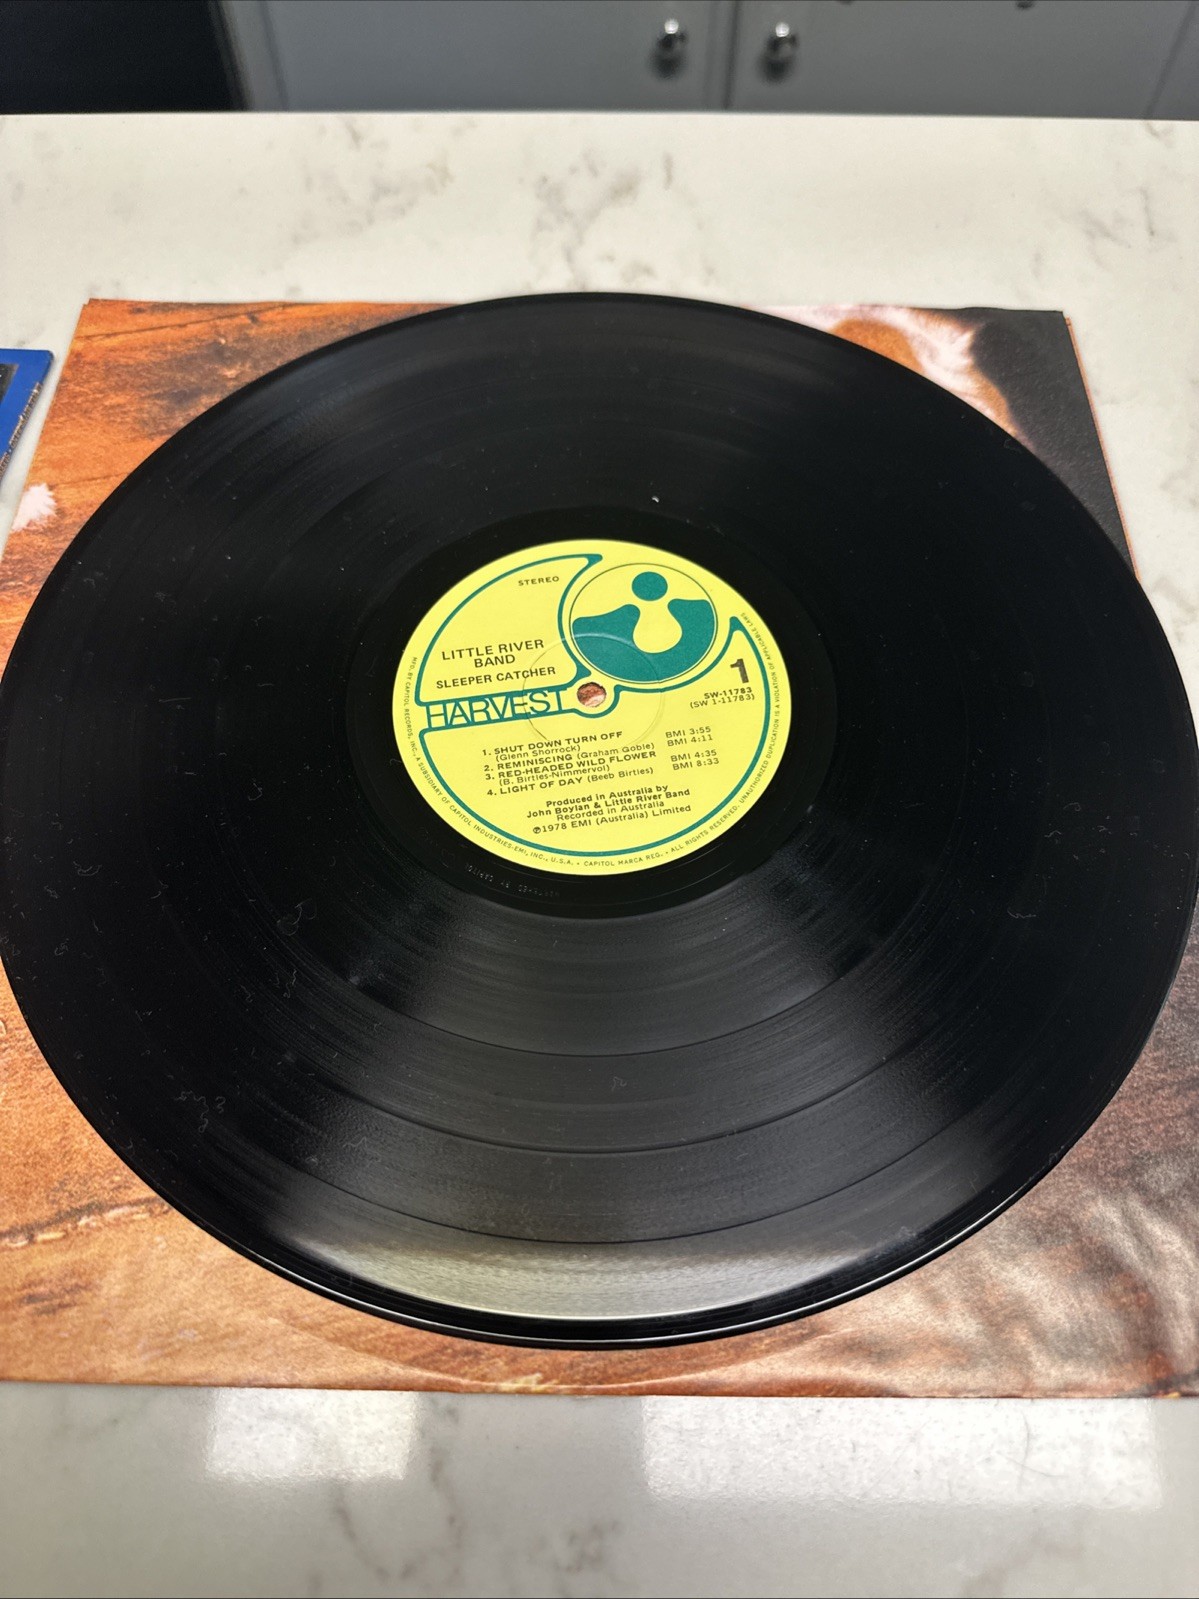 STEREO
LITTLE RIVER
BAND
SLEEPER CATCHER
HARVEST
1
SW-11783
(SW 1-11783)
1. SHUT DOWN TURN OFF BMI 3:55
(Glenn Shorrock)
2. REMINISCING (Graham Goble) BMI 4:11
3. RED-HEADED WILD FLOWER BMI 4:35
(B. Birtles-Nimmervol)
4. LIGHT OF DAY (Beeb Birtles) BMI 8:33
Produced in Australia by
John Boylan & Little River Band
Recorded in Australia
℗1978 EMI (Australia) Limited
MFD. BY CAPITOL RECORDS, INC., A SUBSIDIARY OF CAPITOL INDUSTRIES-EMI, INC., U.S.A. • CAPITOL MARCA REG. • ALL RIGHTS RESERVED. UNAUTHORIZED DUPLICATION IS A VIOLATION OF APPLICABLE LAWS